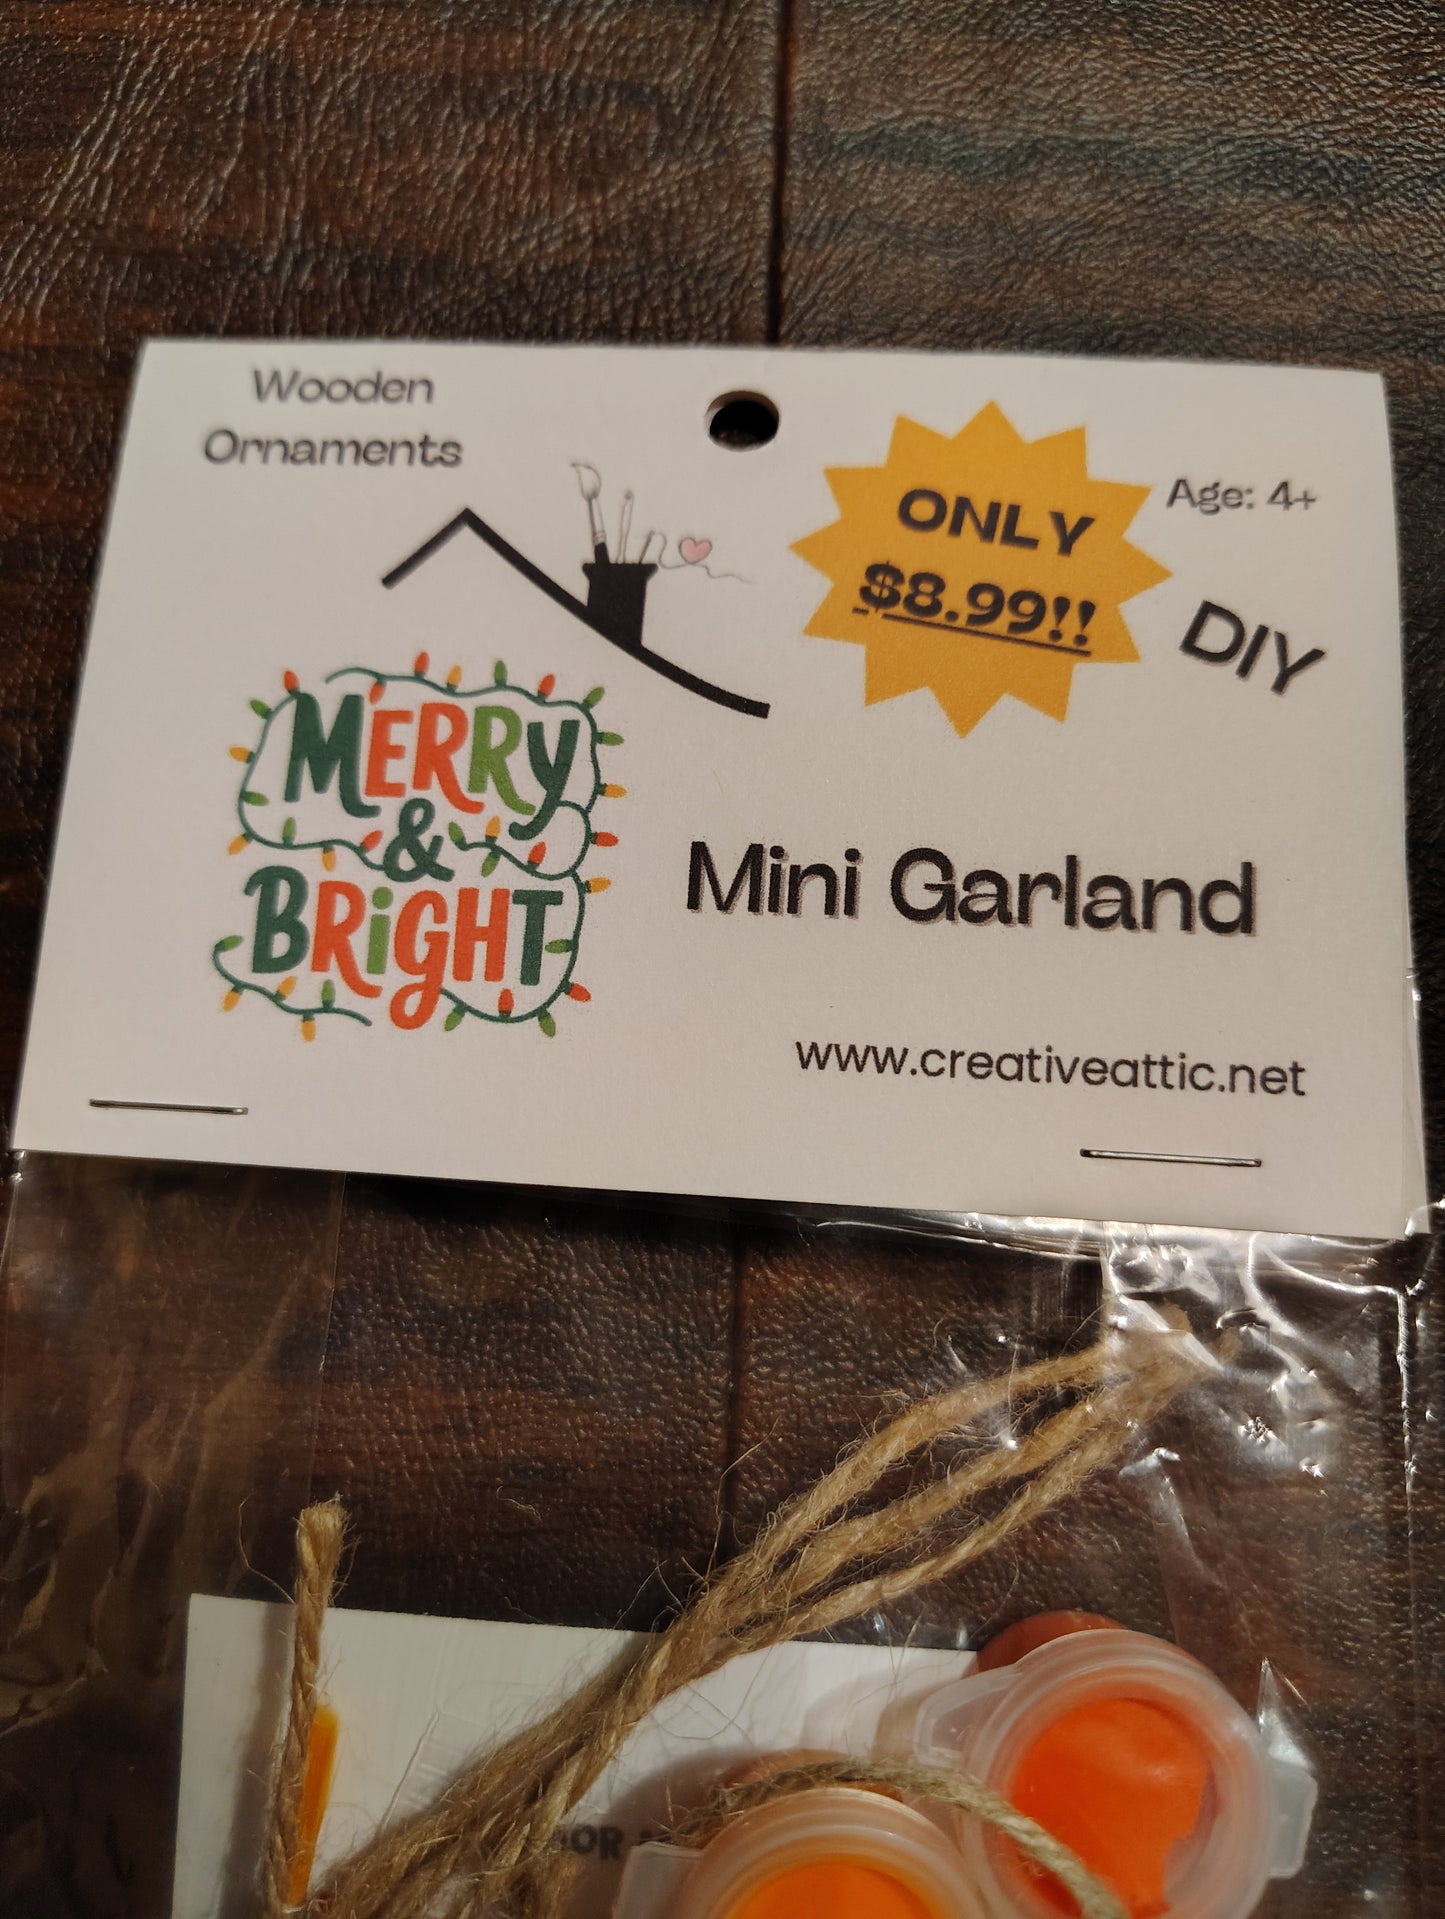 Wooden
Ornaments
ONLY
$8.99!!
Age: 4+
DIY
MERRY
&
BRiGHT
Mini Garland
www.creativeattic.net